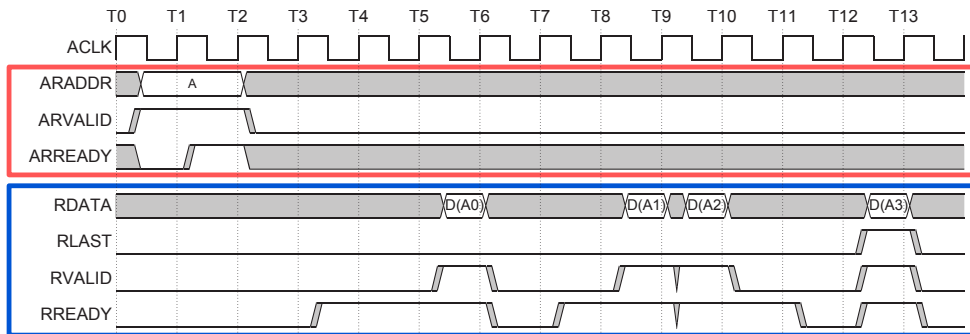 T0 T1 T2 T3 T4 T5 T6 T7 T8 T9 T10 T11 T12 T13
ACLK
ARADDR A
ARVALID
ARREADY
RDATA D(A0) D(A1) D(A2) D(A3)
RLAST
RVALID
RREADY